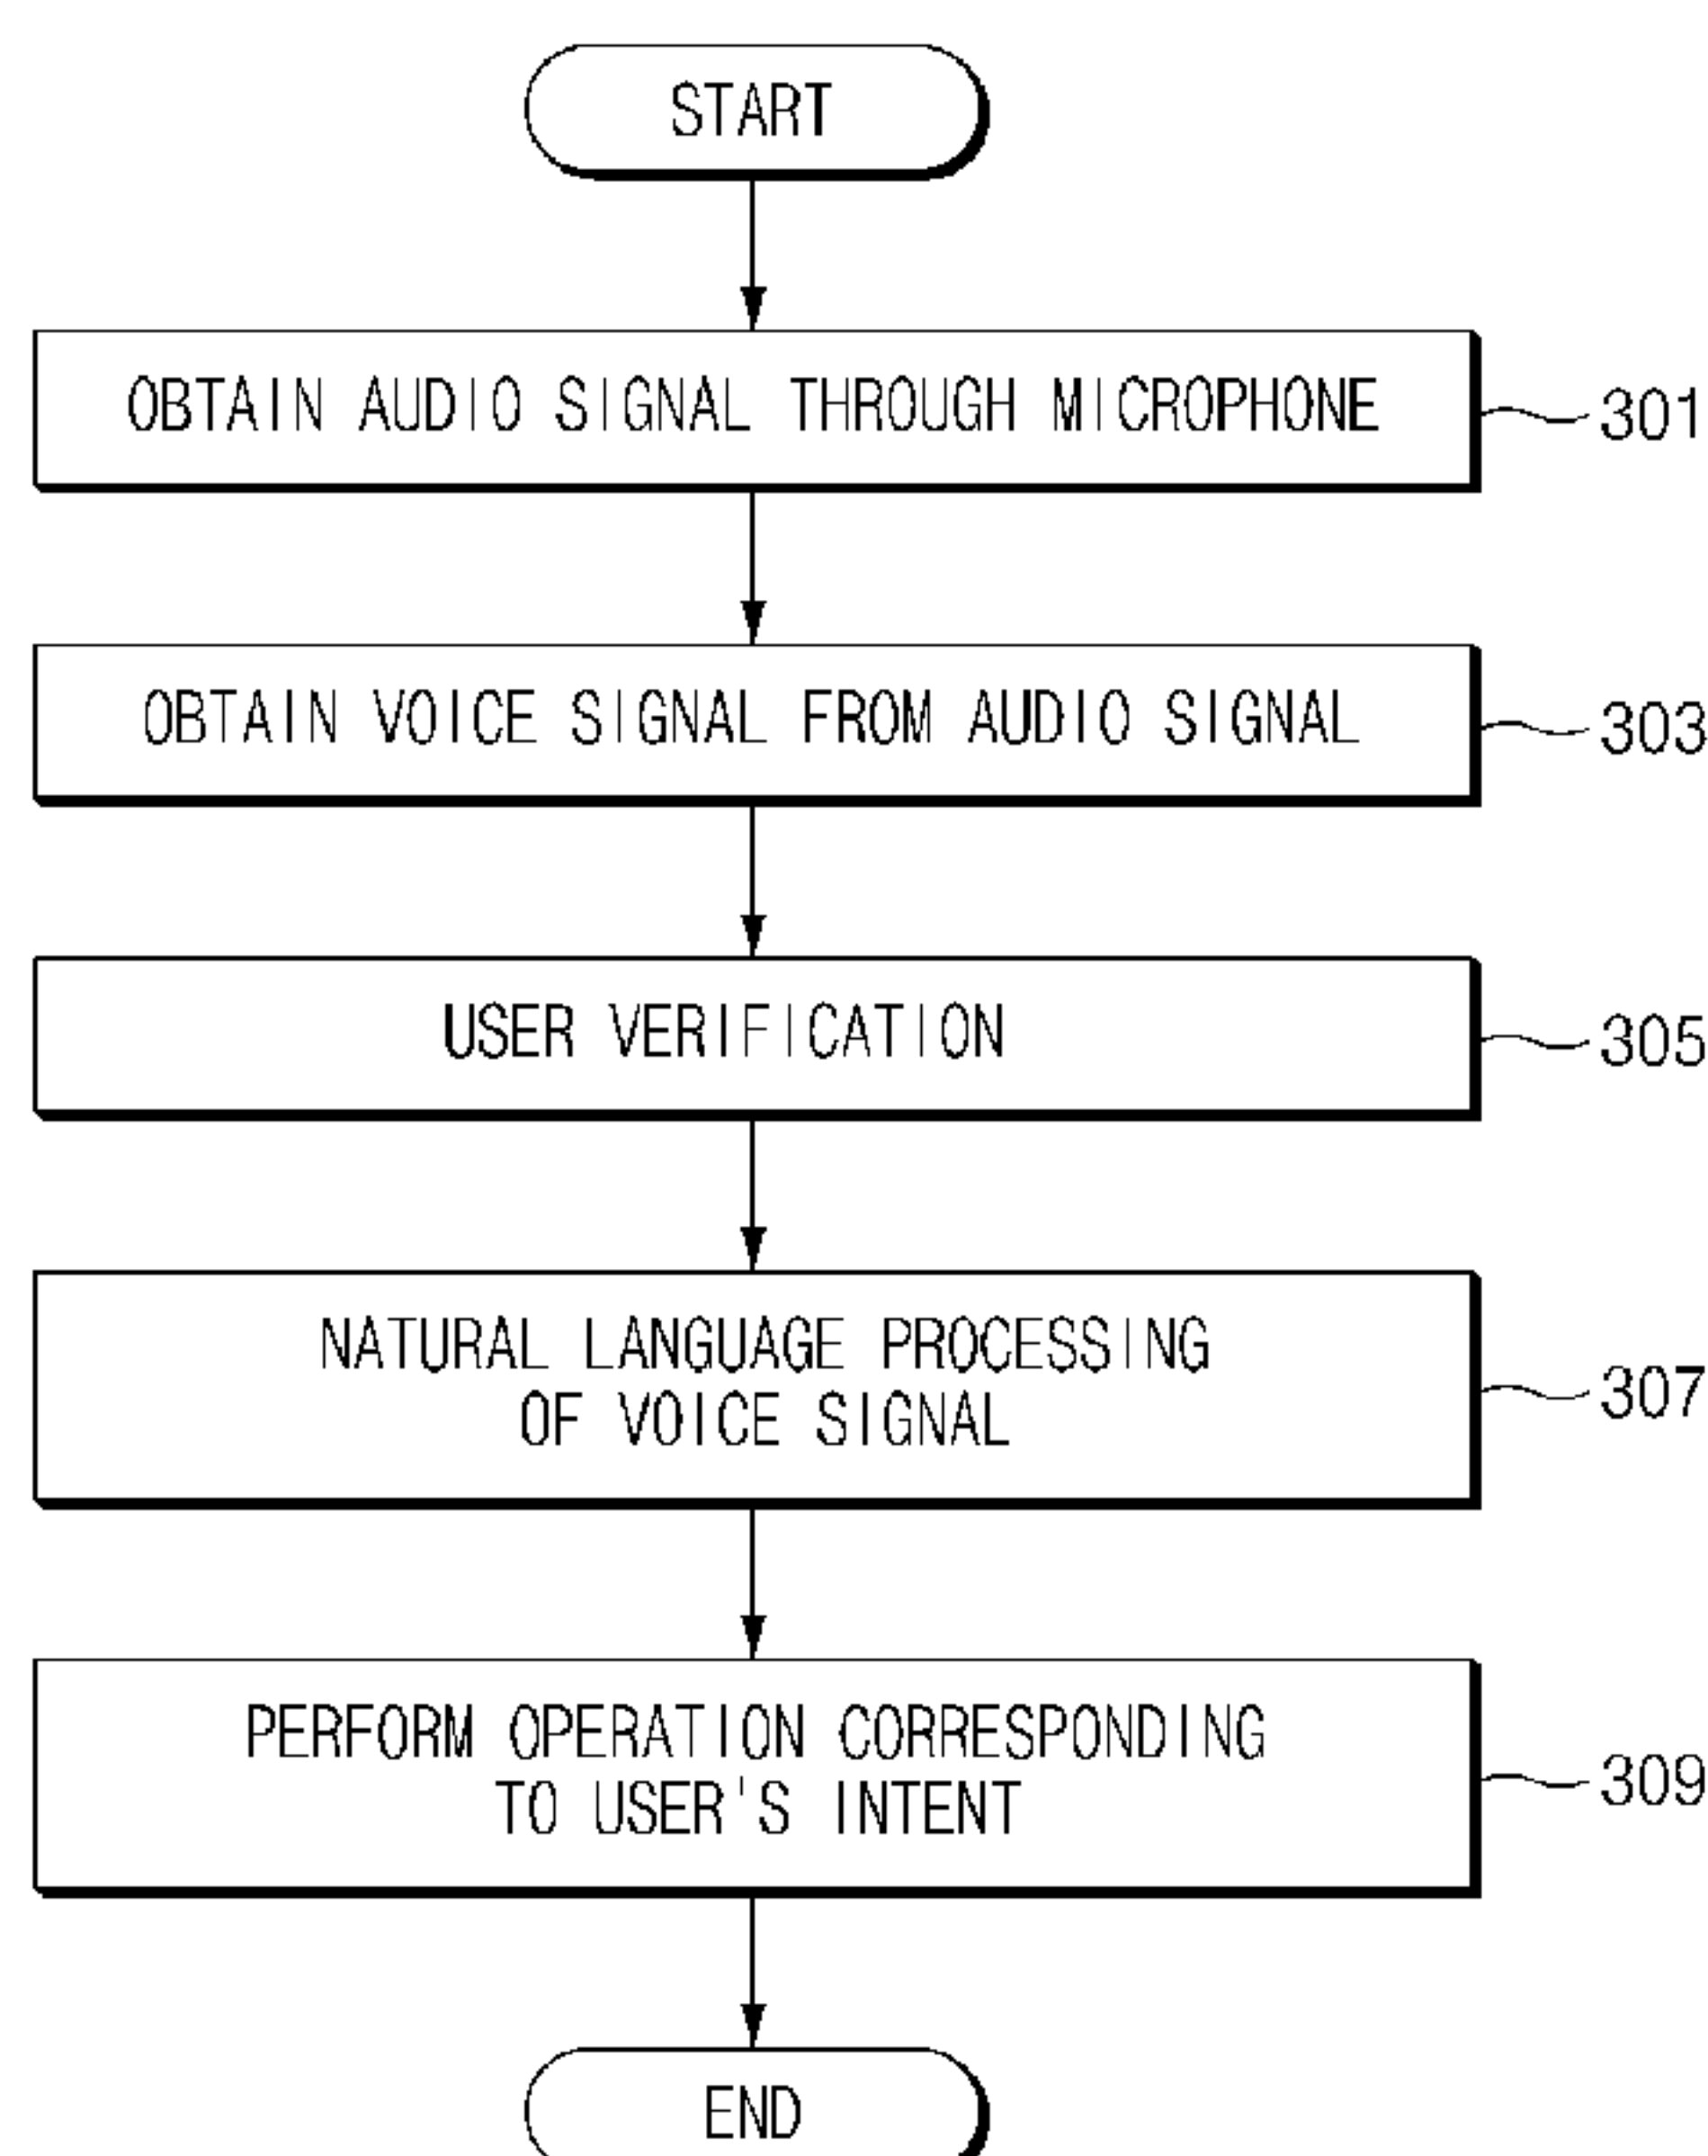 START
OBTAIN AUDIO SIGNAL THROUGH MICROPHONE
301
OBTAIN VOICE SIGNAL FROM AUDIO SIGNAL
303
USER VERIFICATION
305
NATURAL LANGUAGE PROCESSING
OF VOICE SIGNAL
307
PERFORM OPERATION CORRESPONDING
TO USER'S INTENT
309
END